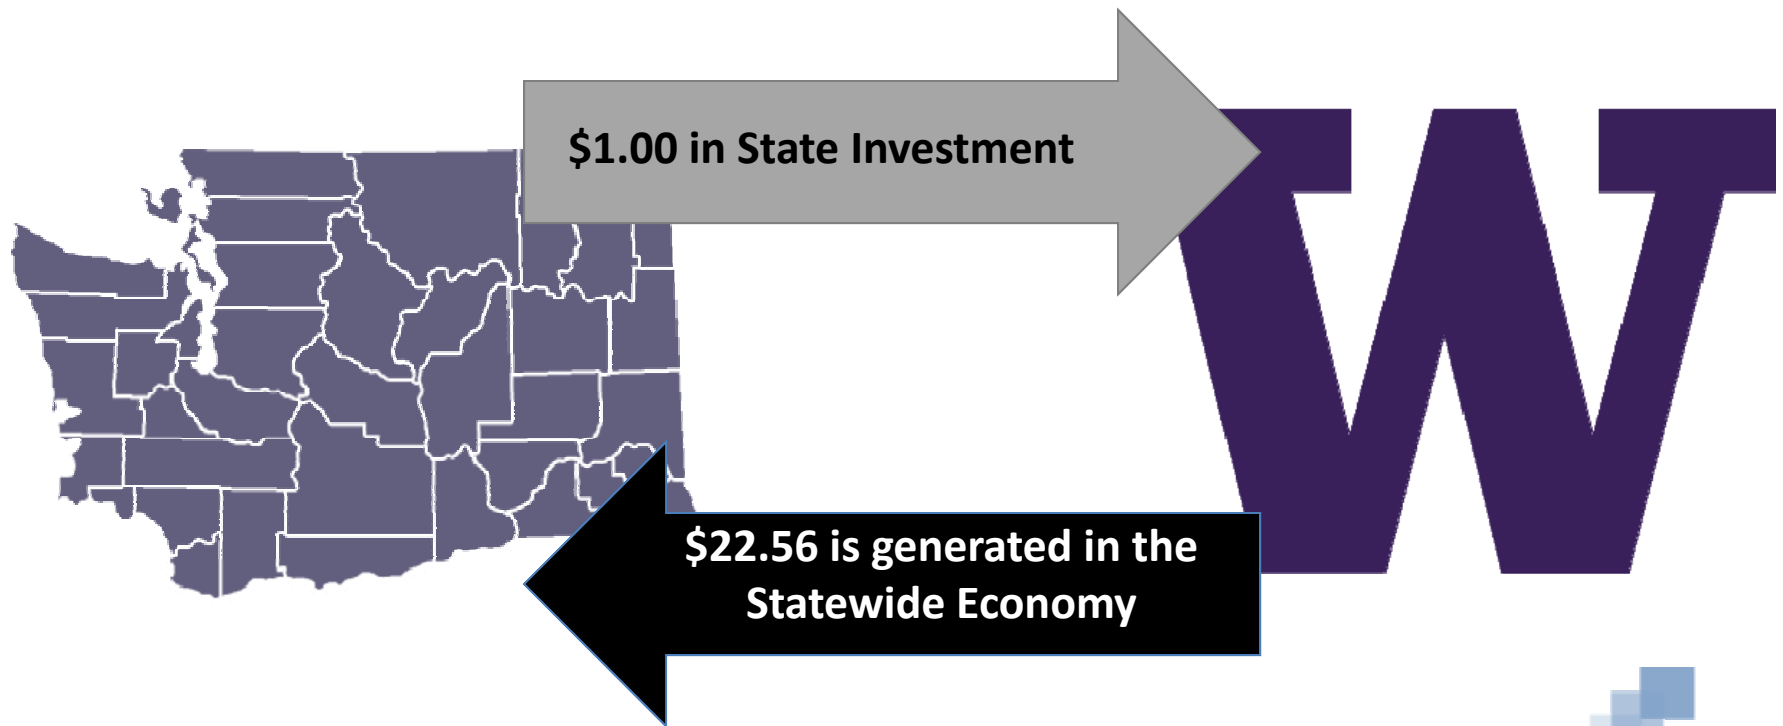 $1.00 in State Investment
W
$22.56 is generated in the
Statewide Economy